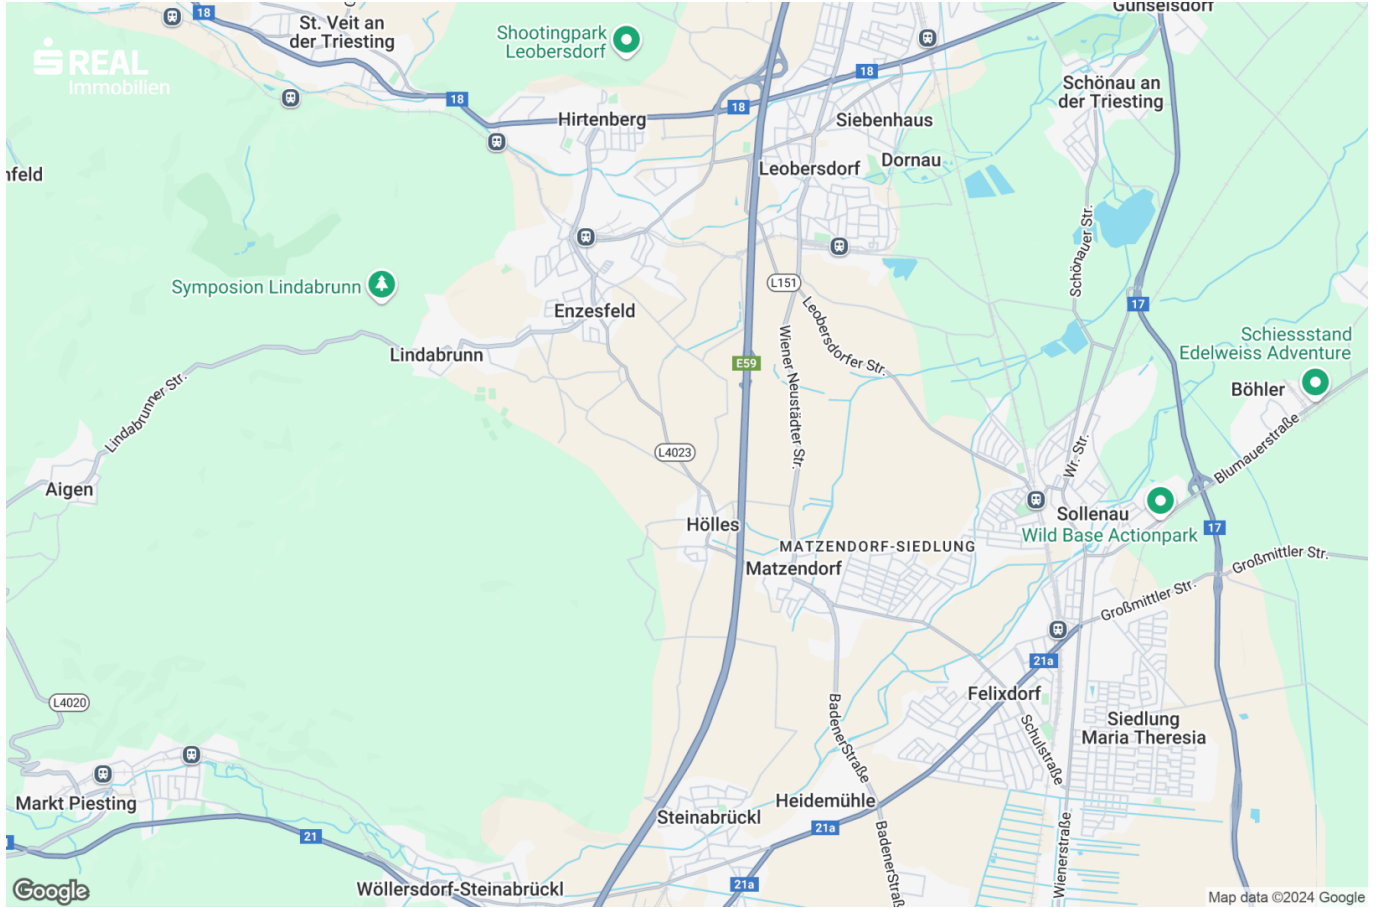 Günselsdorf
18
St. Veit an
der Triesting
Shootingpark
Leobersdorf
S REAL
Immobilien
18
Schönau an
der Triesting
18
18
Hirtenberg
Siebenhaus
Dornau
Leobersdorf
nfeld
Schönauer Str.
Symposion Lindabrunn
L151
17
Enzesfeld
Leobersdorfer Str.
Wiener Neustädter Str.
Schiessstand
Edelweiss Adventure
Lindabrunn
E59
Böhler
Lindabrunner Str.
Blumauerstraße
L4023
Wr. Str.
Aigen
Hölles
Sollenau
17
Wild Base Actionpark
MATZENDORF-SIEDLUNG
Großmittler Str.
Matzendorf
Großmittler Str.
21a
Felixdorf
L4020
BadenerStraße
Schulstraße
Siedlung
Maria Theresia
Markt Piesting
Heidemühle
Steinabrückl
21a
BadenerStraße
Wienerstraße
21
21a
Wöllersdorf-Steinabrückl
Google
Map data ©2024 Google